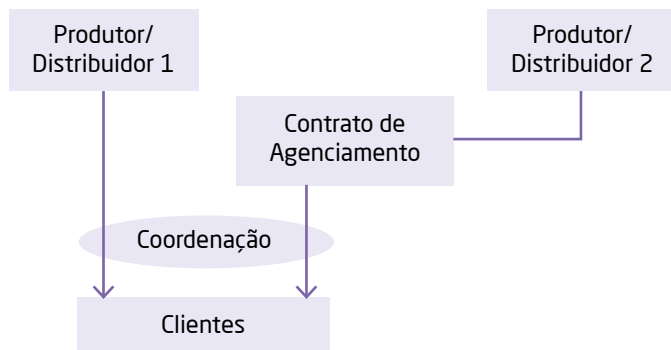 Produtor/
Distribuidor 1
Produtor/
Distribuidor 2
Contrato de
Agenciamento
Coordenação
Clientes